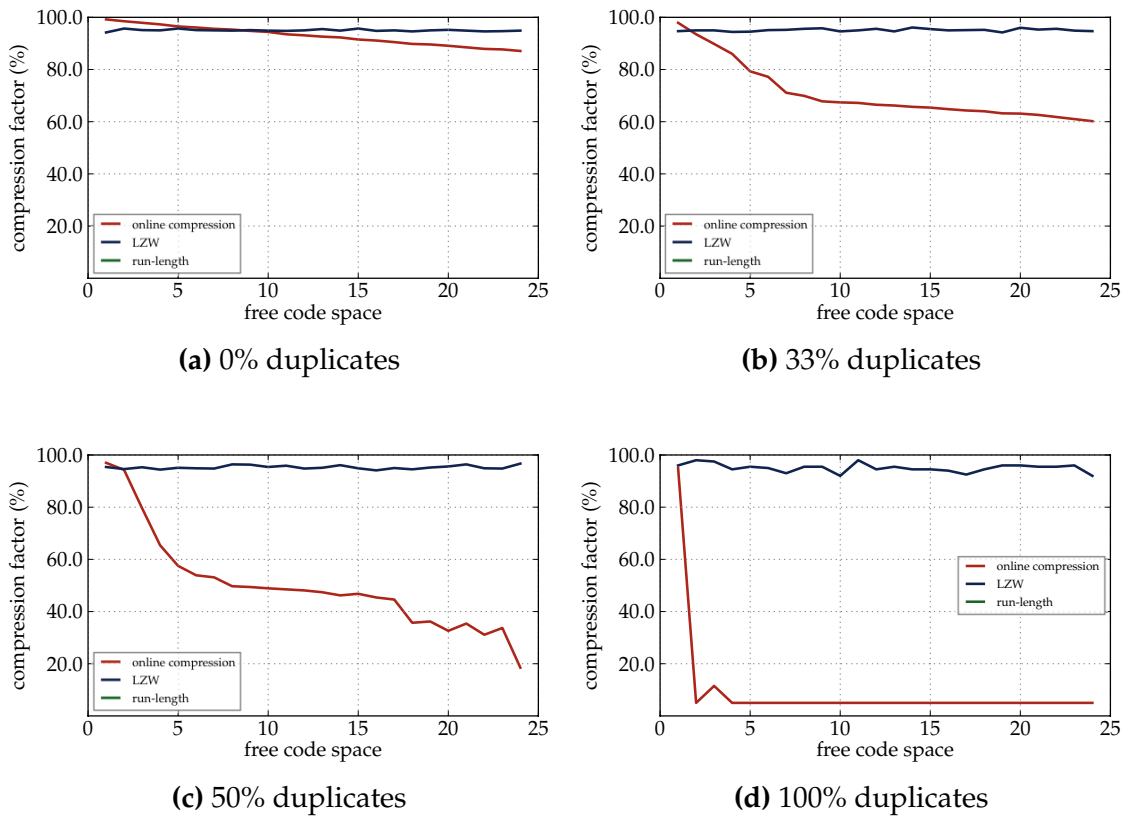 100.0
80.0
60.0
40.0
20.0
compression factor (%)
online compression
LZW
run-length
0 5 10 15 20 25
free code space
(a) 0% duplicates
100.0
80.0
60.0
40.0
20.0
compression factor (%)
online compression
LZW
run-length
0 5 10 15 20 25
free code space
(b) 33% duplicates
100.0
80.0
60.0
40.0
20.0
compression factor (%)
online compression
LZW
run-length
0 5 10 15 20 25
free code space
(c) 50% duplicates
100.0
80.0
60.0
40.0
20.0
compression factor (%)
online compression
LZW
run-length
0 5 10 15 20 25
free code space
(d) 100% duplicates